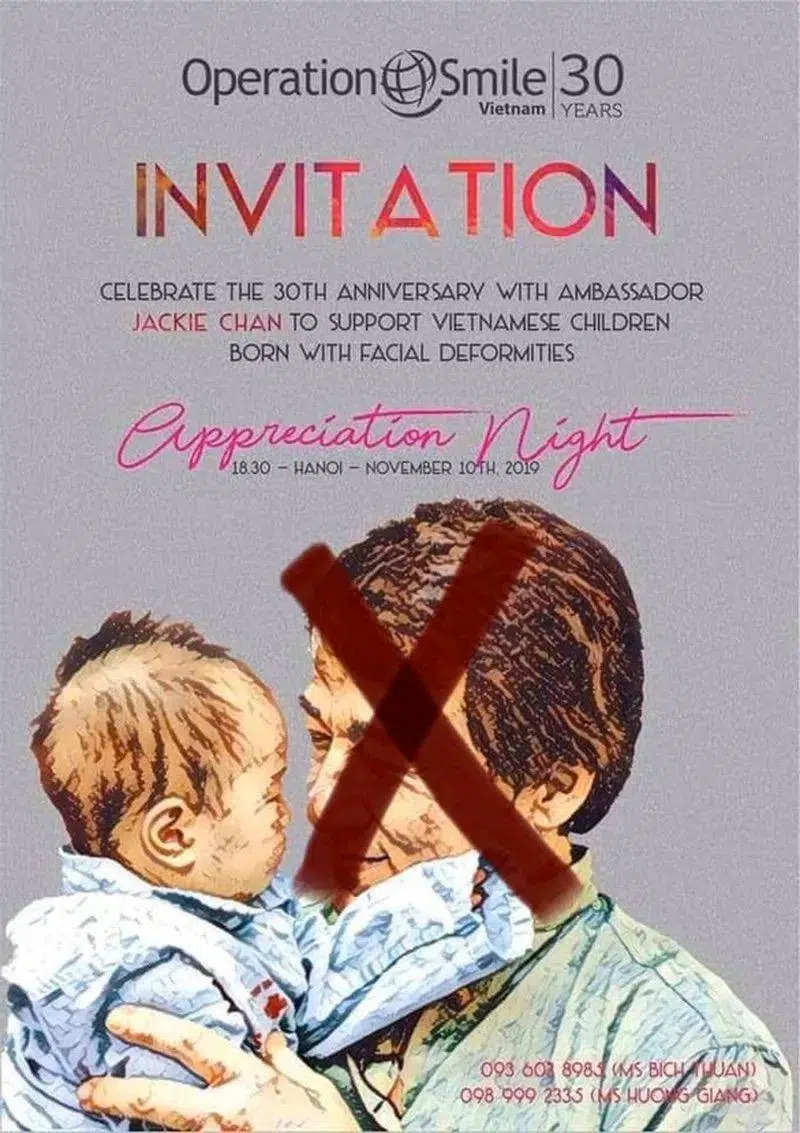 Operation Smile 30
Vietnam YEARS
INVITATION
CELEBRATE THE 30TH ANNIVERSARY WITH AMBASSADOR
JACKIE CHAN TO SUPPORT VIETNAMESE CHILDREN
BORN WITH FACIAL DEFORMITIES
Appreciation Night
18.30 – HANOI – NOVEMBER 10TH, 2019
093 603 8985 (MS BICH THUAN)
098 999 2335 (MS HUONG GIANG)